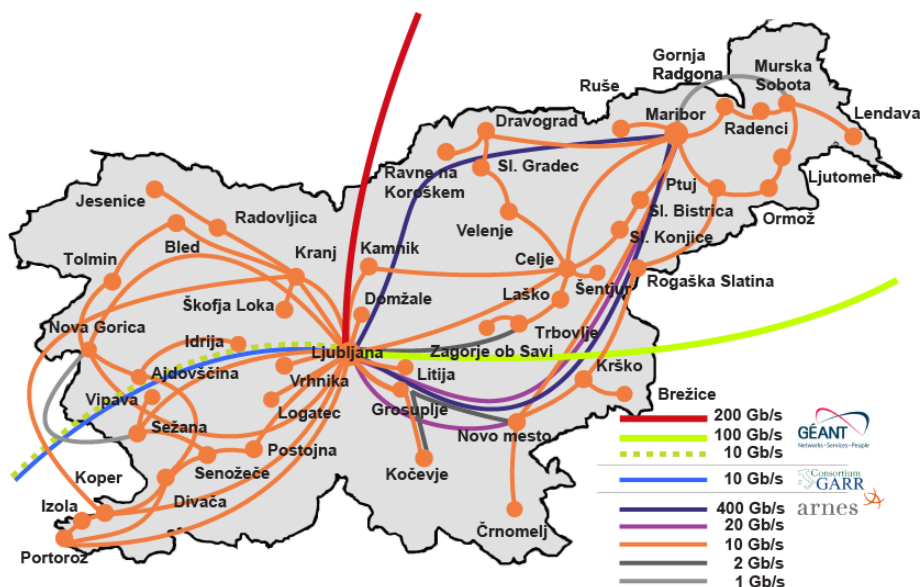 Gornja
Radgona
Murska
Sobota
Ruše
Maribor
Dravograd
Radenci
Lendava
Ravne na
Koroškem
Sl. Gradec
Ljutomer
Jesenice
Ptuj
Radovljica
Sl. Bistrica
Ormož
Velenje
Bled
Sl. Konjice
Kranj
Kamnik
Celje
Tolmin
Rogaška Slatina
Šentjur
Škofja Loka
Domžale
Laško
Nova Gorica
Idrija
Trbovlje
Ljubljana
Zagorje ob Savi
Krško
Ajdovščina
Litija
Vrhnika
Vipava
Brežice
Logatec
Grosuplje
Sežana
Novo mesto
Postojna
Koper
Senožeče
Kočevje
Divača
Izola
Črnomelj
Portorož
200 Gb/s
100 Gb/s
10 Gb/s
GÉANT
Networks • Services • People
10 Gb/s
Consortium
GARR
400 Gb/s
arnes
20 Gb/s
10 Gb/s
2 Gb/s
1 Gb/s